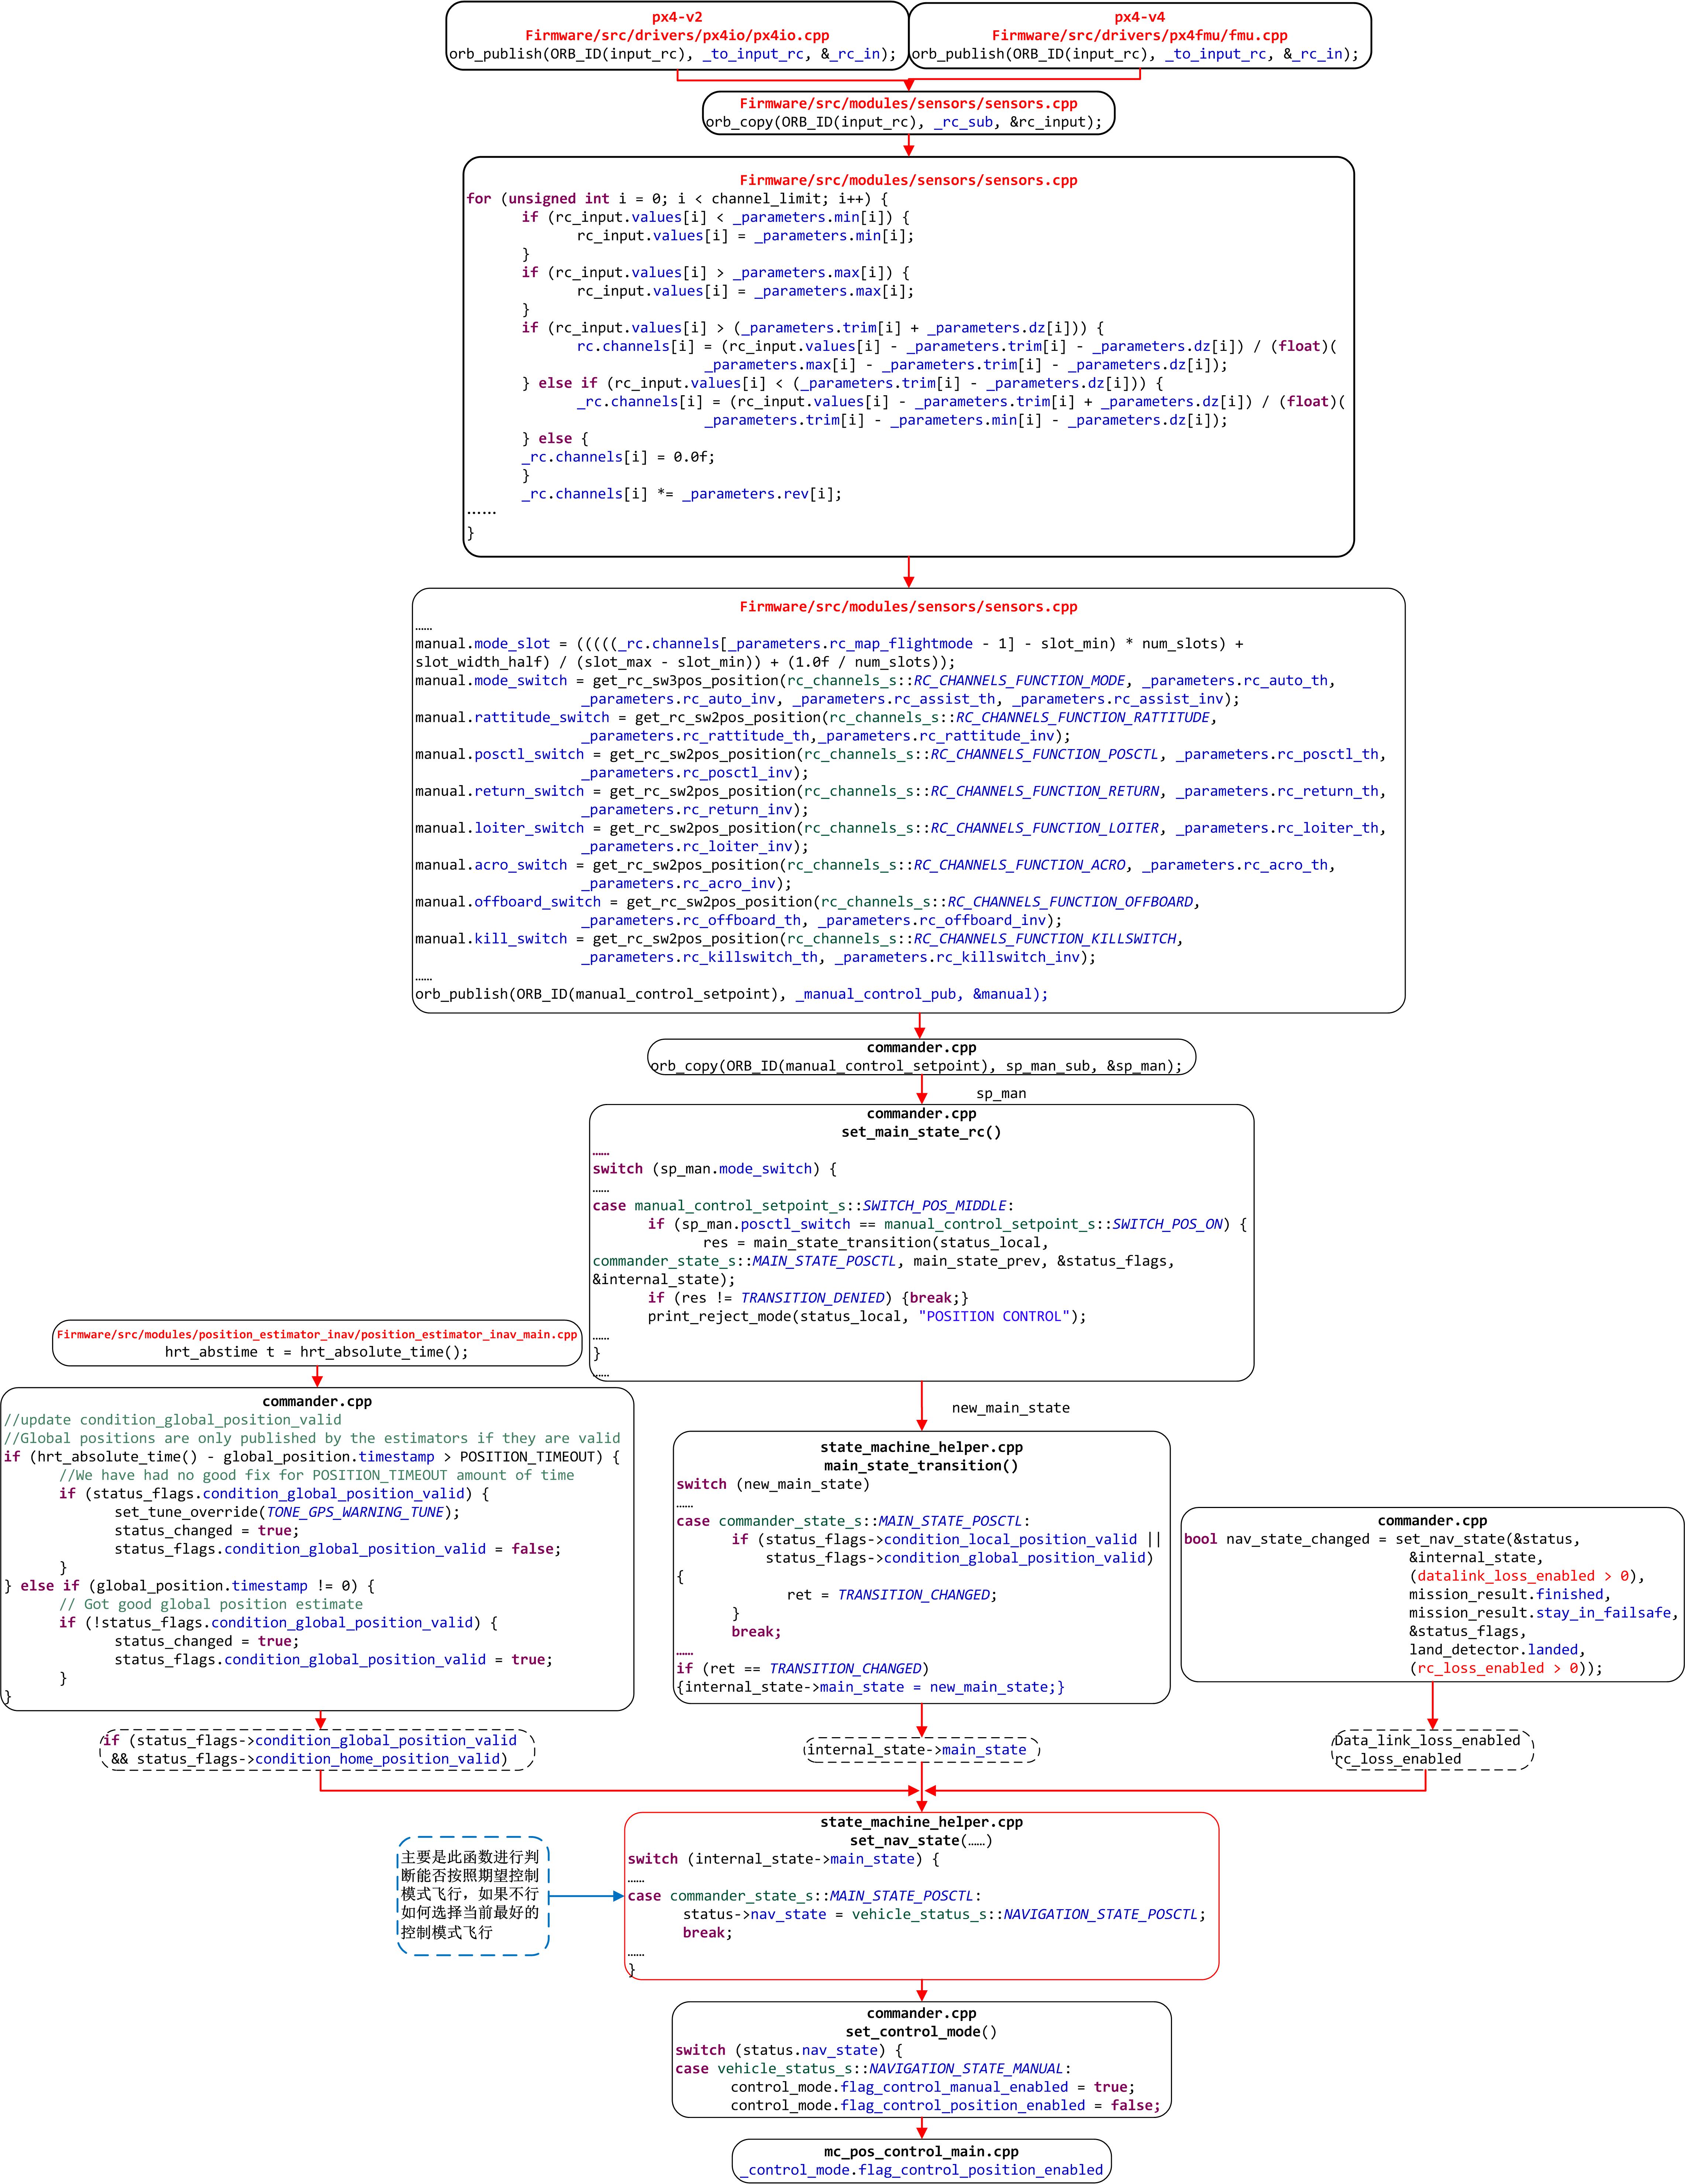 px4-v2
Firmware/src/drivers/px4io/px4io.cpp
orb_publish(ORB_ID(input_rc), _to_input_rc, &_rc_in);
px4-v4
Firmware/src/drivers/px4fmu/fmu.cpp
orb_publish(ORB_ID(input_rc), _to_input_rc, &_rc_in);
Firmware/src/modules/sensors/sensors.cpp
orb_copy(ORB_ID(input_rc), _rc_sub, &rc_input);
Firmware/src/modules/sensors/sensors.cpp
for (unsigned int i = 0; i < channel_limit; i++) {
if (rc_input.values[i] < _parameters.min[i]) {
rc_input.values[i] = _parameters.min[i];
}
if (rc_input.values[i] > _parameters.max[i]) {
rc_input.values[i] = _parameters.max[i];
}
if (rc_input.values[i] > (_parameters.trim[i] + _parameters.dz[i])) {
rc.channels[i] = (rc_input.values[i] - _parameters.trim[i] - _parameters.dz[i]) / (float)(
_parameters.max[i] - _parameters.trim[i] - _parameters.dz[i]);
} else if (rc_input.values[i] < (_parameters.trim[i] - _parameters.dz[i])) {
_rc.channels[i] = (rc_input.values[i] - _parameters.trim[i] + _parameters.dz[i]) / (float)(
_parameters.trim[i] - _parameters.min[i] - _parameters.dz[i]);
} else {
_rc.channels[i] = 0.0f;
}
_rc.channels[i] *= _parameters.rev[i];
……
}
Firmware/src/modules/sensors/sensors.cpp
……
manual.mode_slot = (((((_rc.channels[_parameters.rc_map_flightmode - 1] - slot_min) * num_slots) +
slot_width_half) / (slot_max - slot_min)) + (1.0f / num_slots));
manual.mode_switch = get_rc_sw3pos_position(rc_channels_s::RC_CHANNELS_FUNCTION_MODE, _parameters.rc_auto_th,
_parameters.rc_auto_inv, _parameters.rc_assist_th, _parameters.rc_assist_inv);
manual.rattitude_switch = get_rc_sw2pos_position(rc_channels_s::RC_CHANNELS_FUNCTION_RATTITUDE,
_parameters.rc_rattitude_th,_parameters.rc_rattitude_inv);
manual.posctl_switch = get_rc_sw2pos_position(rc_channels_s::RC_CHANNELS_FUNCTION_POSCTL, _parameters.rc_posctl_th,
_parameters.rc_posctl_inv);
manual.return_switch = get_rc_sw2pos_position(rc_channels_s::RC_CHANNELS_FUNCTION_RETURN, _parameters.rc_return_th,
_parameters.rc_return_inv);
manual.loiter_switch = get_rc_sw2pos_position(rc_channels_s::RC_CHANNELS_FUNCTION_LOITER, _parameters.rc_loiter_th,
_parameters.rc_loiter_inv);
manual.acro_switch = get_rc_sw2pos_position(rc_channels_s::RC_CHANNELS_FUNCTION_ACRO, _parameters.rc_acro_th,
_parameters.rc_acro_inv);
manual.offboard_switch = get_rc_sw2pos_position(rc_channels_s::RC_CHANNELS_FUNCTION_OFFBOARD,
_parameters.rc_offboard_th, _parameters.rc_offboard_inv);
manual.kill_switch = get_rc_sw2pos_position(rc_channels_s::RC_CHANNELS_FUNCTION_KILLSWITCH,
_parameters.rc_killswitch_th, _parameters.rc_killswitch_inv);
……
orb_publish(ORB_ID(manual_control_setpoint), _manual_control_pub, &manual);
commander.cpp
orb_copy(ORB_ID(manual_control_setpoint), sp_man_sub, &sp_man);
sp_man
commander.cpp
set_main_state_rc()
……
switch (sp_man.mode_switch) {
……
case manual_control_setpoint_s::SWITCH_POS_MIDDLE:
if (sp_man.posctl_switch == manual_control_setpoint_s::SWITCH_POS_ON) {
res = main_state_transition(status_local,
commander_state_s::MAIN_STATE_POSCTL, main_state_prev, &status_flags,
&internal_state);
if (res != TRANSITION_DENIED) {break;}
print_reject_mode(status_local, "POSITION CONTROL");
……
}
……
Firmware/src/modules/position_estimator_inav/position_estimator_inav_main.cpp
hrt_abstime t = hrt_absolute_time();
commander.cpp
//update condition_global_position_valid
//Global positions are only published by the estimators if they are valid
if (hrt_absolute_time() - global_position.timestamp > POSITION_TIMEOUT) {
//We have had no good fix for POSITION_TIMEOUT amount of time
if (status_flags.condition_global_position_valid) {
set_tune_override(TONE_GPS_WARNING_TUNE);
status_changed = true;
status_flags.condition_global_position_valid = false;
}
} else if (global_position.timestamp != 0) {
// Got good global position estimate
if (!status_flags.condition_global_position_valid) {
status_changed = true;
status_flags.condition_global_position_valid = true;
}
}
new_main_state
state_machine_helper.cpp
main_state_transition()
switch (new_main_state)
……
case commander_state_s::MAIN_STATE_POSCTL:
if (status_flags->condition_local_position_valid ||
status_flags->condition_global_position_valid)
{
ret = TRANSITION_CHANGED;
}
break;
……
if (ret == TRANSITION_CHANGED)
{internal_state->main_state = new_main_state;}
commander.cpp
bool nav_state_changed = set_nav_state(&status,
&internal_state,
(datalink_loss_enabled > 0),
mission_result.finished,
mission_result.stay_in_failsafe,
&status_flags,
land_detector.landed,
(rc_loss_enabled > 0));
if (status_flags->condition_global_position_valid
&& status_flags->condition_home_position_valid)
internal_state->main_state
Data_link_loss_enabled
rc_loss_enabled
主要是此函数进行判
断能否按照期望控制
模式飞行，如果不行
如何选择当前最好的
控制模式飞行
state_machine_helper.cpp
set_nav_state(……)
switch (internal_state->main_state) {
……
case commander_state_s::MAIN_STATE_POSCTL:
status->nav_state = vehicle_status_s::NAVIGATION_STATE_POSCTL;
break;
……
}
commander.cpp
set_control_mode()
switch (status.nav_state) {
case vehicle_status_s::NAVIGATION_STATE_MANUAL:
control_mode.flag_control_manual_enabled = true;
control_mode.flag_control_position_enabled = false;
mc_pos_control_main.cpp
_control_mode.flag_control_position_enabled